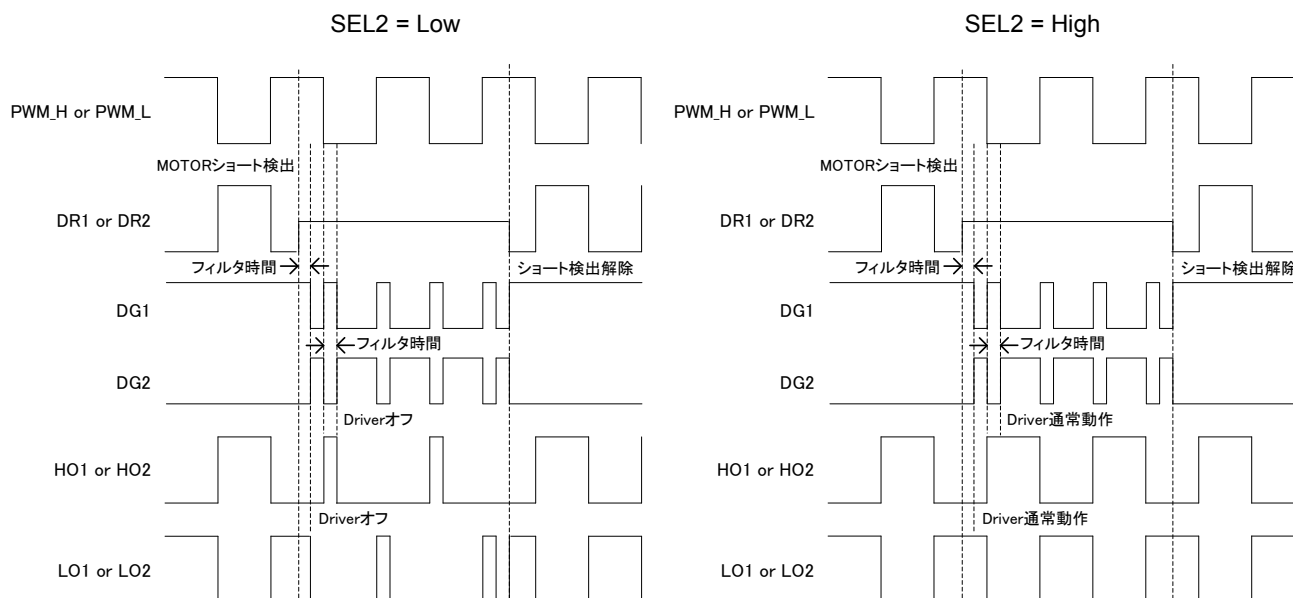 SEL2 = Low
PWM_H or PWM_L
MOTORショート検出
DR1 or DR2
フィルタ時間
ショート検出解除
DG1
フィルタ時間
DG2
Driverオフ
HO1 or HO2
Driverオフ
LO1 or LO2
SEL2 = High
PWM_H or PWM_L
MOTORショート検出
DR1 or DR2
フィルタ時間
ショート検出解除
DG1
フィルタ時間
DG2
Driver通常動作
HO1 or HO2
Driver通常動作
LO1 or LO2